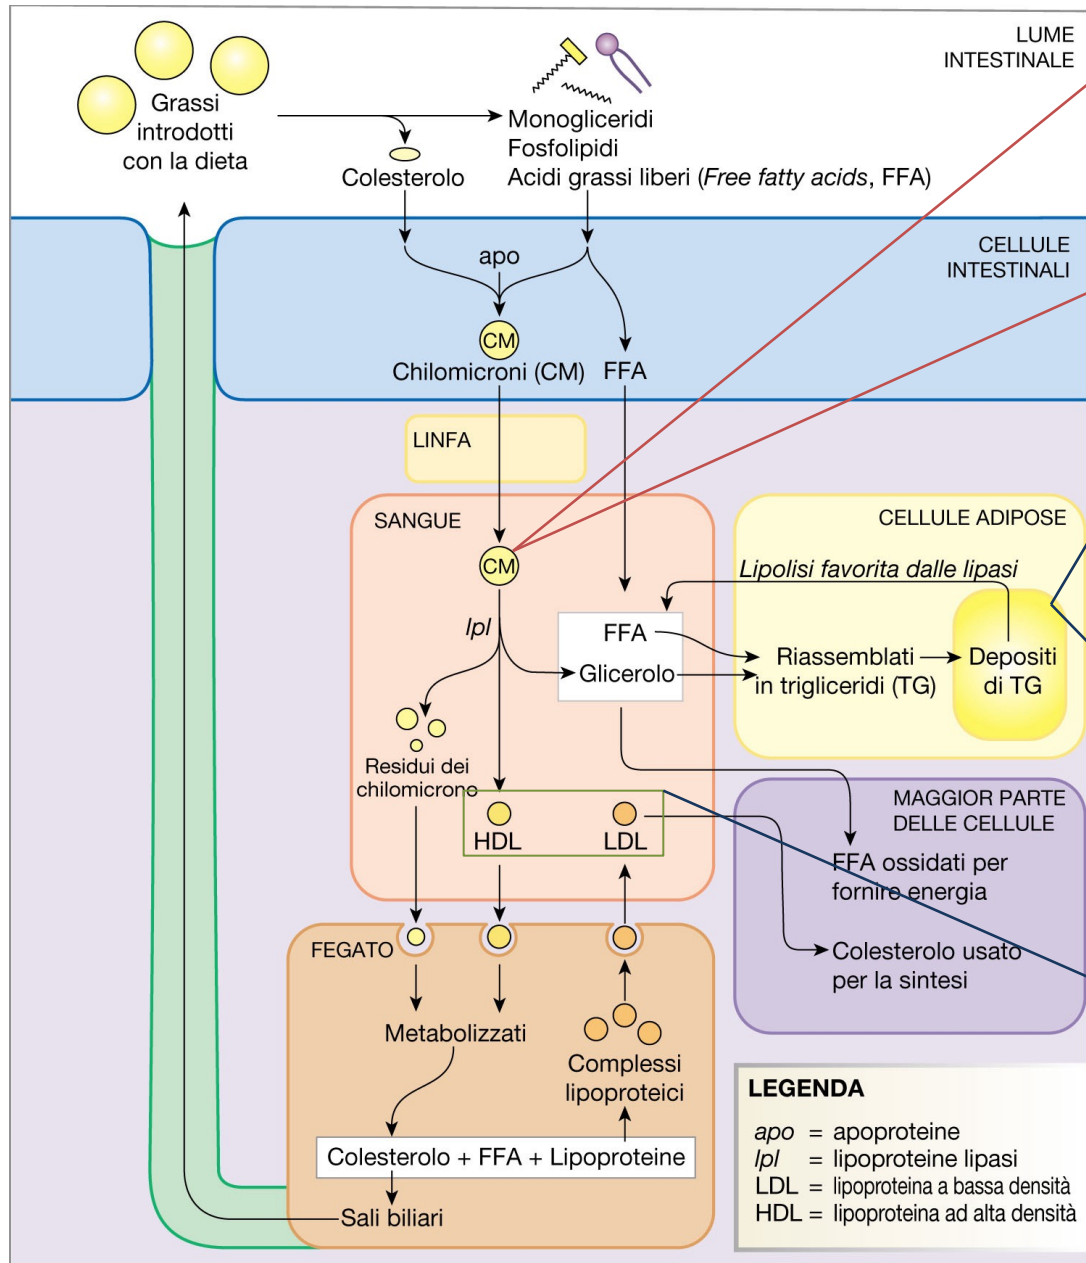 LUME
INTESTINALE
Grassi
introdotti
con la dieta
Monogliceridi
Fosfolipidi
Acidi grassi liberi (Free fatty acids, FFA)
Colesterolo
CELLULE
INTESTINALI
apo
CM
Chilomicroni (CM)
FFA
LINFA
SANGUE
CM
lpl
FFA
Glicerolo
Residui dei
chilomicrono
HDL
LDL
CELLULE ADIPOSE
Lipolisi favorita dalle lipasi
Riassemblati
in trigliceridi (TG)
Depositi
di TG
MAGGIOR PARTE
DELLE CELLULE
FFA ossidati per
fornire energia
Colesterolo usato
per la sintesi
FEGATO
Metabolizzati
Complessi
lipoproteici
Colesterolo + FFA + Lipoproteine
Sali biliari
LEGENDA
apo = apoproteine
lpl = lipoproteine lipasi
LDL = lipoproteina a bassa densità
HDL = lipoproteina ad alta densità